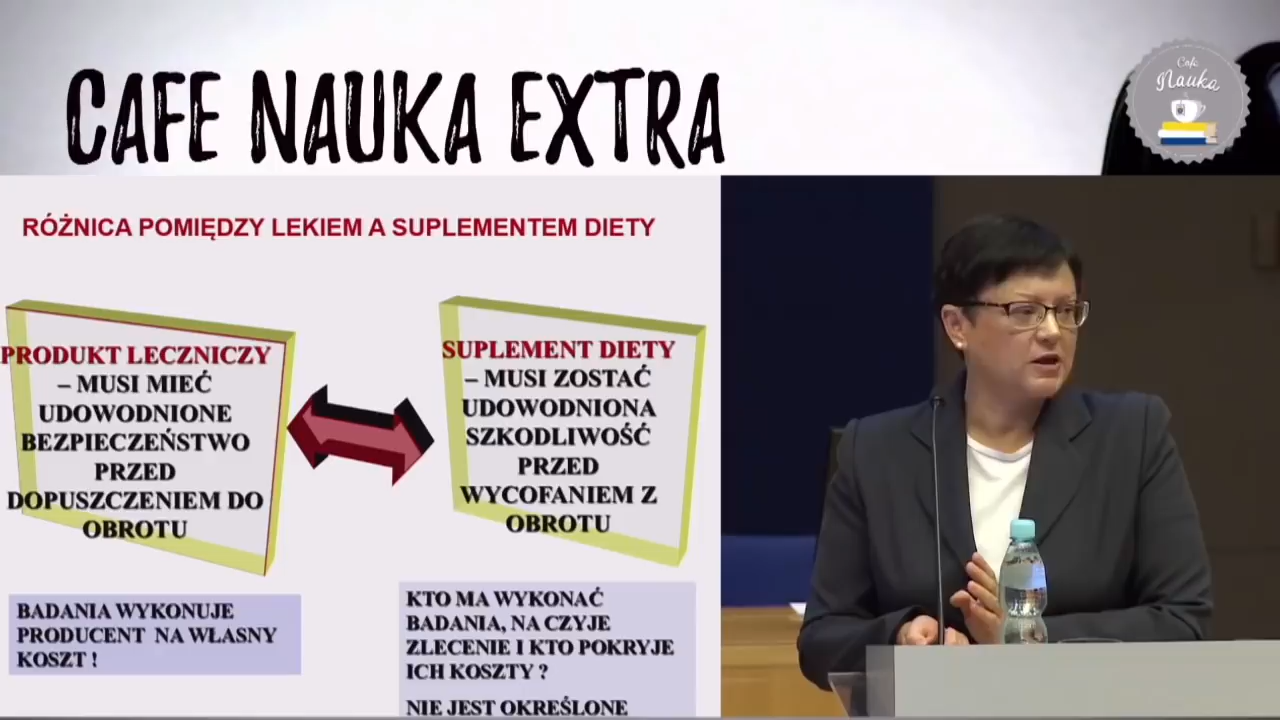 CAFE NAUKA EXTRA
Cafe
Nauka
RÓŻNICA POMIĘDZY LEKIEM A SUPLEMENTEM DIETY
PRODUKT LECZNICZY
– MUSI MIEĆ
UDOWODNIONE
BEZPIECZEŃSTWO
PRZED
DOPUSZCZENIEM DO
OBROTU
SUPLEMENT DIETY
– MUSI ZOSTAĆ
UDOWODNIONA
SZKODLIWOŚĆ
PRZED
WYCOFANIEM Z
OBROTU
BADANIA WYKONUJE
PRODUCENT NA WŁASNY
KOSZT !
KTO MA WYKONAĆ
BADANIA, NA CZYJE
ZLECENIE I KTO POKRYJE
ICH KOSZTY ?
NIE JEST OKREŚLONE